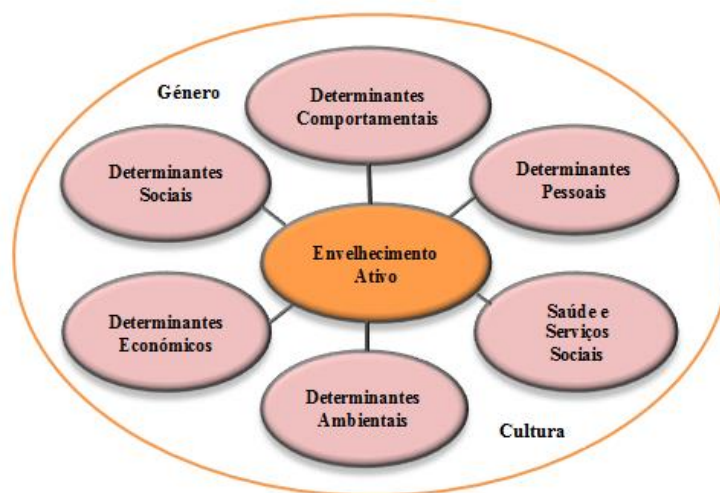 Género
Determinantes
Comportamentais
Determinantes
Sociais
Determinantes
Pessoais
Envelhecimento
Ativo
Determinantes
Económicos
Saúde e
Serviços
Sociais
Determinantes
Ambientais
Cultura